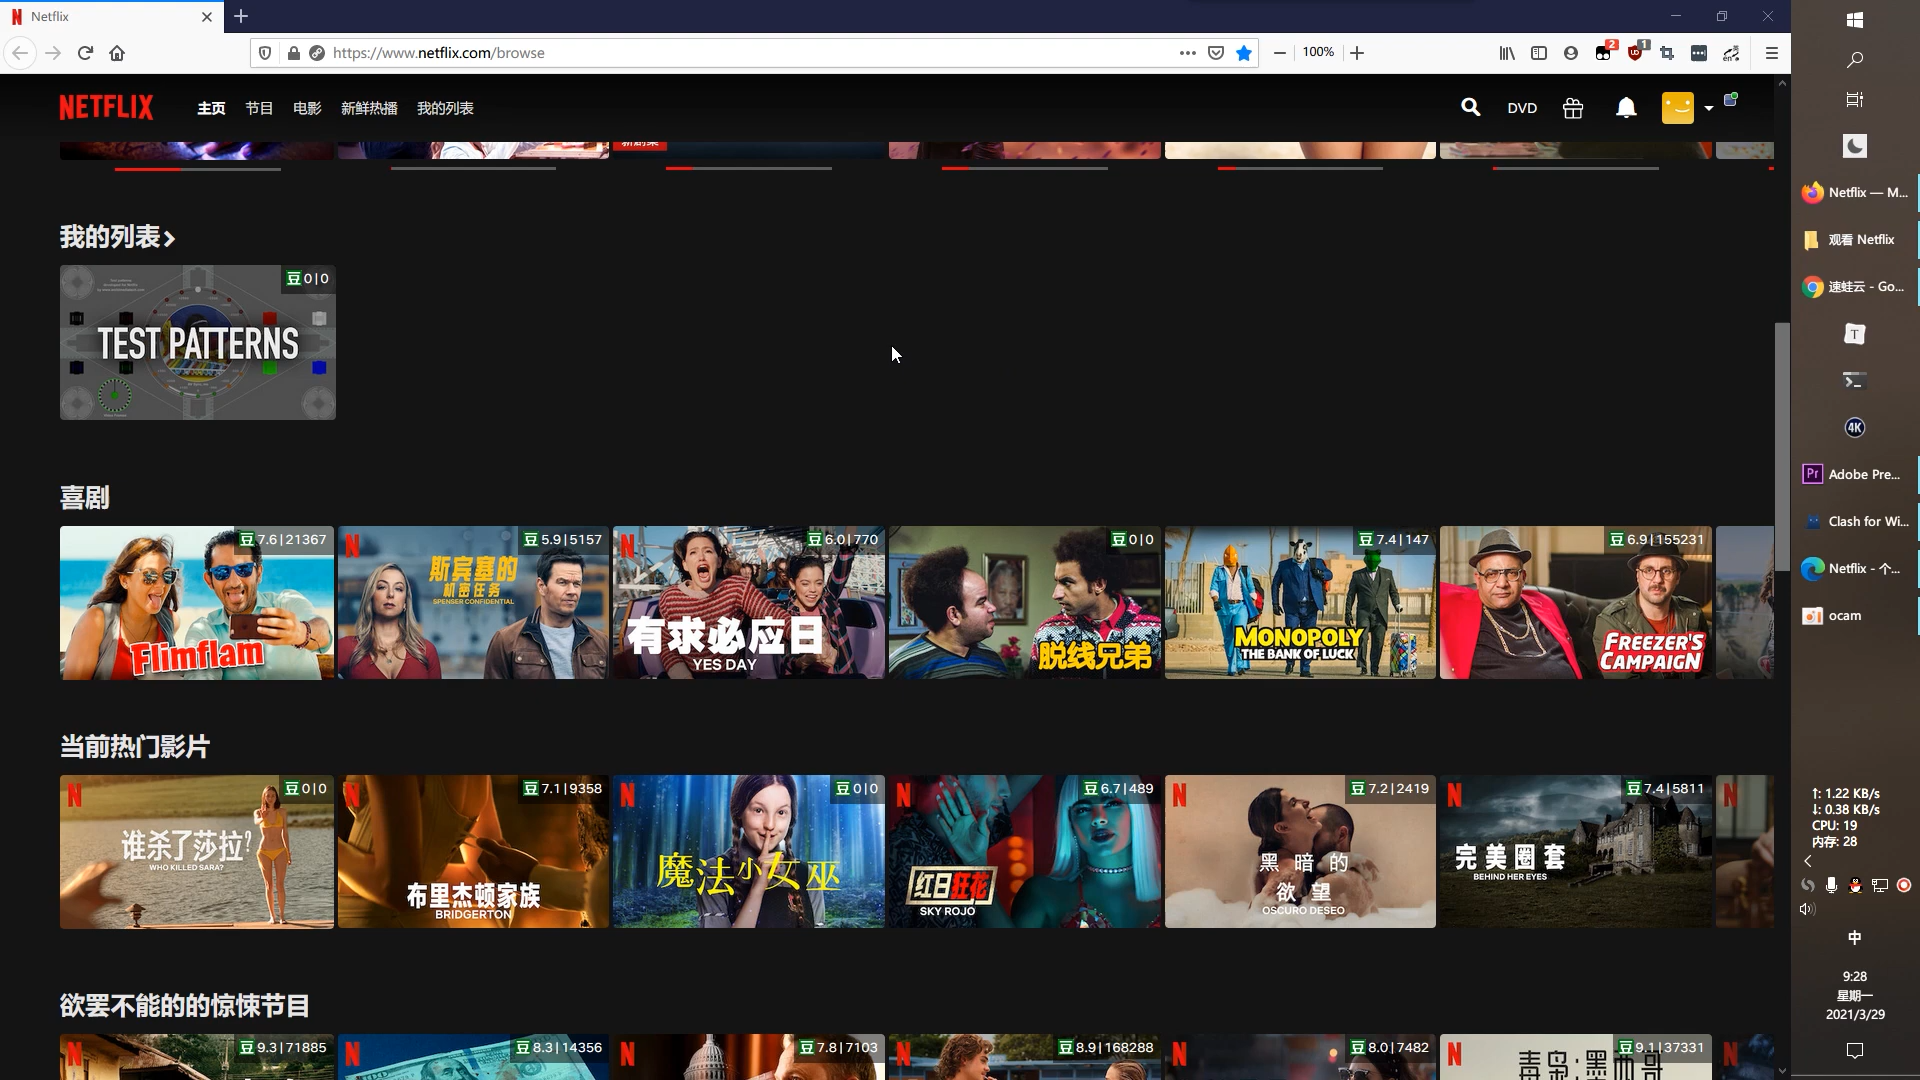 Netflix
https://www.netflix.com/browse
100%
2
1
NETFLIX
主页
节目
电影
新鲜热播
我的列表
DVD
我的列表
豆 0|0
TEST PATTERNS
喜剧
豆 7.6|21367
Flimflam
豆 5.9|5157
斯宾塞的
机密任务
SPENSER CONFIDENTIAL
豆 6.0|770
有求必应日
YES DAY
豆 0|0
脱线兄弟
豆 7.4|147
MONOPOLY
THE BANK OF LUCK
豆 6.9|155231
FREEZER'S
CAMPAIGN
当前热门影片
豆 0|0
谁杀了莎拉?
WHO KILLED SARA?
豆 7.1|9358
布里杰顿家族
BRIDGERTON
豆 0|0
魔法小女巫
豆 6.7|489
红日狂花
SKY ROJO
豆 7.2|2419
黑暗的
欲望
OSCURO DESEO
豆 7.4|5811
完美圈套
BEHIND HER EYES
欲罢不能的的惊悚节目
豆 9.3|71885
豆 8.3|14356
豆 7.8|7103
豆 8.9|168288
豆 8.0|7482
豆 9.1|37331
Netflix — M...
观看 Netflix
速蛙云 - Go...
T
4K
Pr
Adobe Pre...
Clash for Wi...
Netflix - 个...
ocam
↑: 1.22 KB/s
↓: 0.38 KB/s
CPU: 19
内存: 28
中
9:28
星期一
2021/3/29